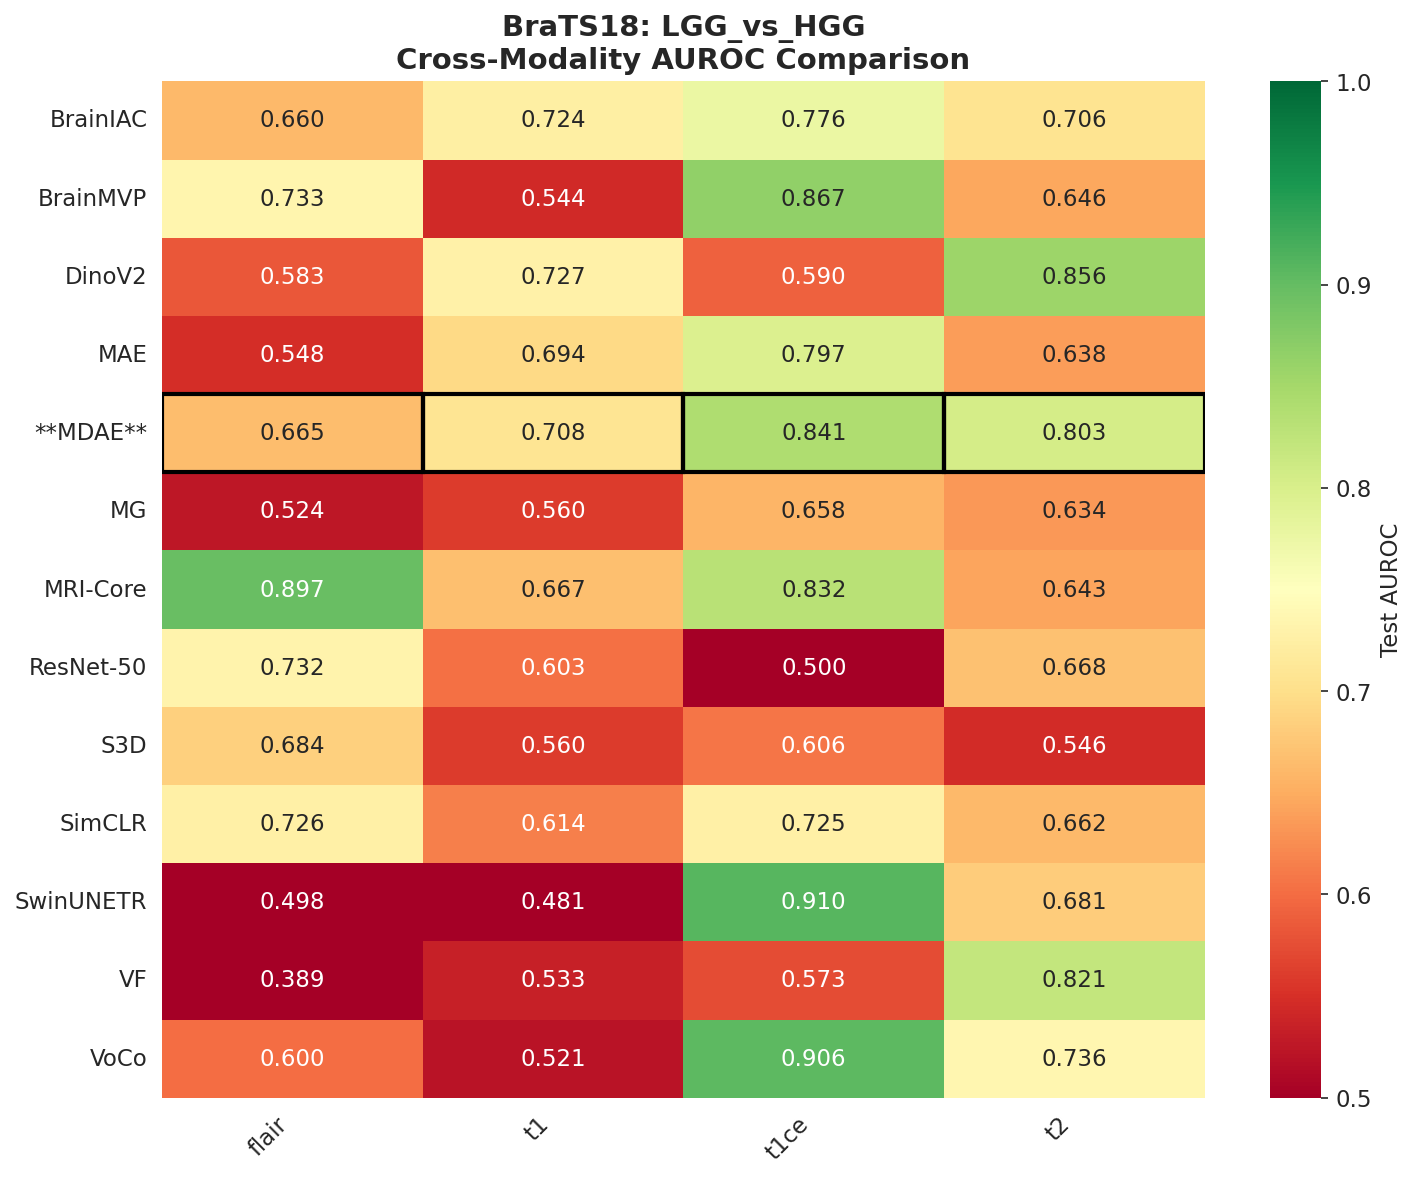 BraTS18: LGG_vs_HGG
Cross-Modality AUROC Comparison
BrainIAC 0.660 0.724 0.776 0.706
BrainMVP 0.733 0.544 0.867 0.646
DinoV2 0.583 0.727 0.590 0.856
MAE 0.548 0.694 0.797 0.638
**MDAE** 0.665 0.708 0.841 0.803
MG 0.524 0.560 0.658 0.634
MRI-Core 0.897 0.667 0.832 0.643
ResNet-50 0.732 0.603 0.500 0.668
S3D 0.684 0.560 0.606 0.546
SimCLR 0.726 0.614 0.725 0.662
SwinUNETR 0.498 0.481 0.910 0.681
VF 0.389 0.533 0.573 0.821
VoCo 0.600 0.521 0.906 0.736
flair t1 t1ce t2
1.0
0.9
0.8
0.7
0.6
0.5
Test AUROC